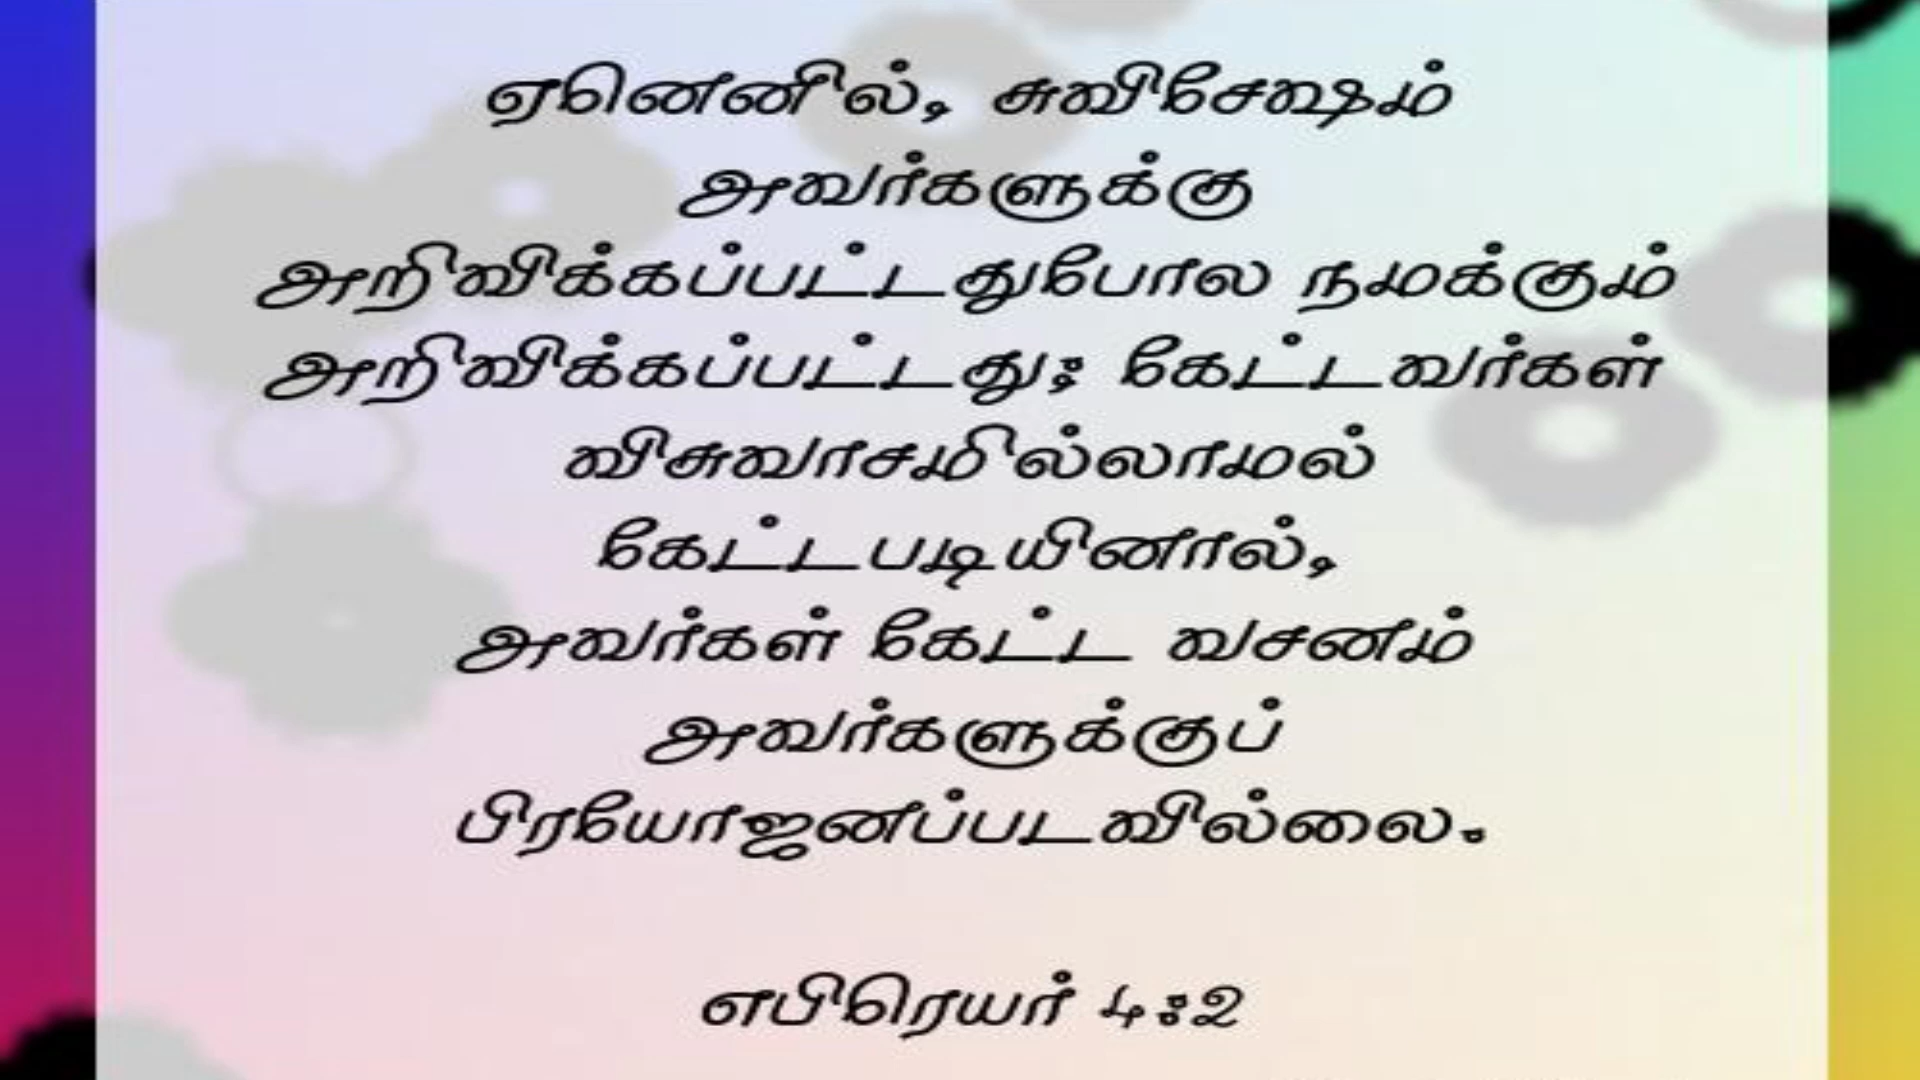 ஏனெனில், சுவிசேஷம்
அவர்களுக்கு
அறிவிக்கப்பட்டதுபோல நமக்கும்
அறிவிக்கப்பட்டது; கேட்டவர்கள்
விசுவாசமில்லாமல்
கேட்டபடியினால்,
அவர்கள் கேட்ட வசனம்
அவர்களுக்குப்
பிரயோஜனப்படவில்லை.
எபிரெயர் 4:2